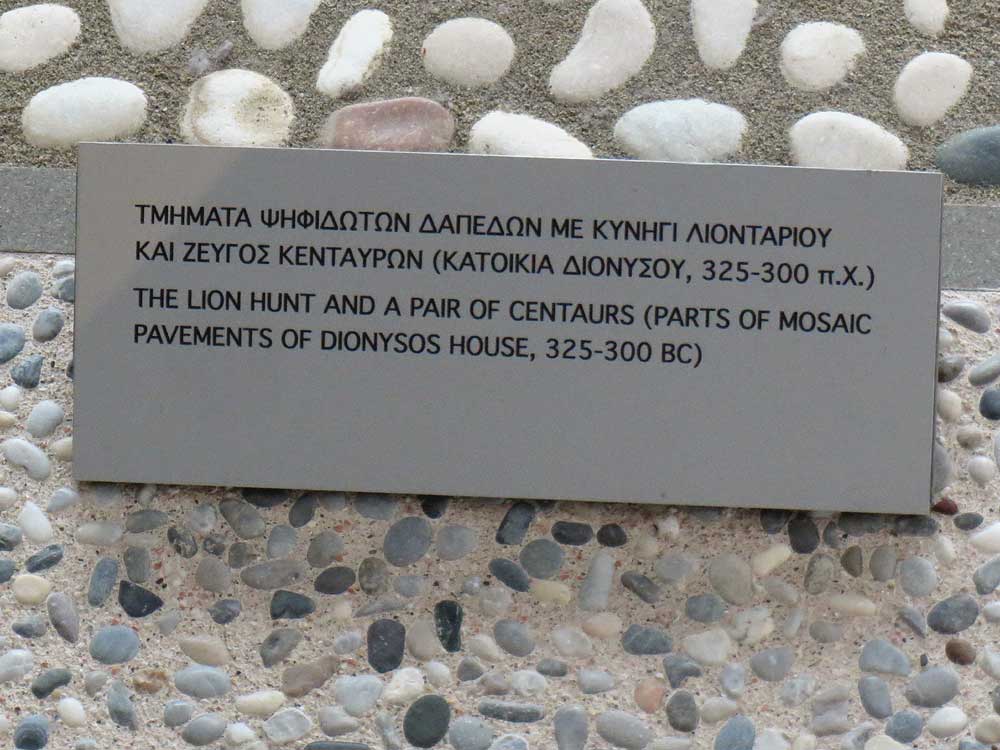 ΤΜΗΜΑΤΑ ΨΗΦΙΔΩΤΩΝ ΔΑΠΕΔΩΝ ΜΕ ΚΥΝΗΓΙ ΛΙΟΝΤΑΡΙΟΥ
ΚΑΙ ΖΕΥΓΟΣ ΚΕΝΤΑΥΡΩΝ (ΚΑΤΟΙΚΙΑ ΔΙΟΝΥΣΟΥ, 325-300 π.Χ.)
THE LION HUNT AND A PAIR OF CENTAURS (PARTS OF MOSAIC
PAVEMENTS OF DIONYSOS HOUSE, 325-300 BC)